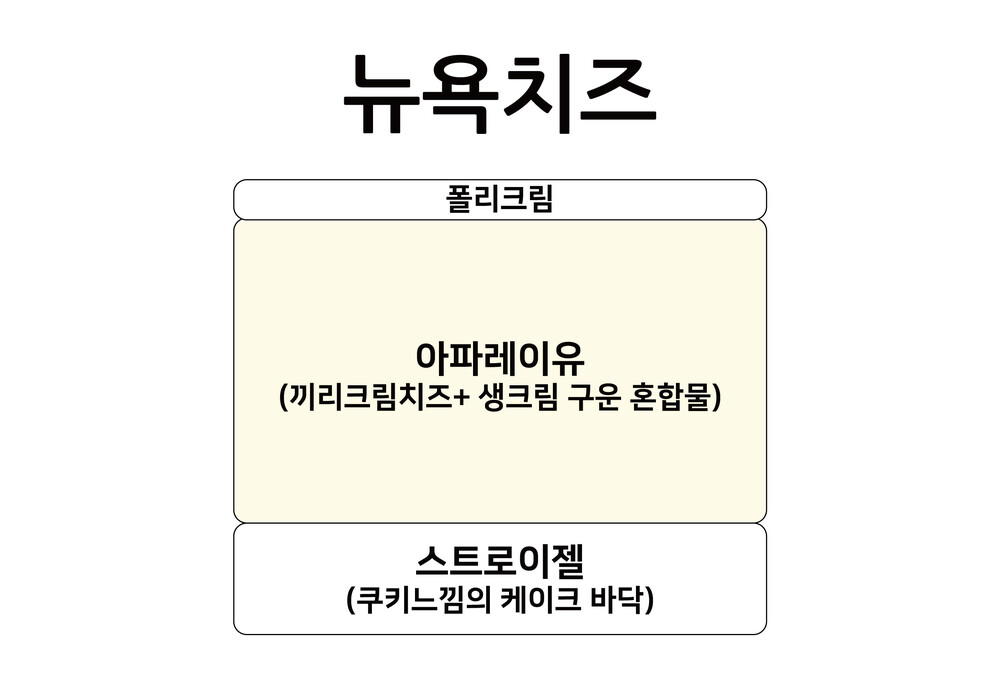 뉴욕치즈
폴리크림
아파레이유
(끼리크림치즈+ 생크림 구운 혼합물)
스트로이젤
(쿠키느낌의 케이크 바닥)